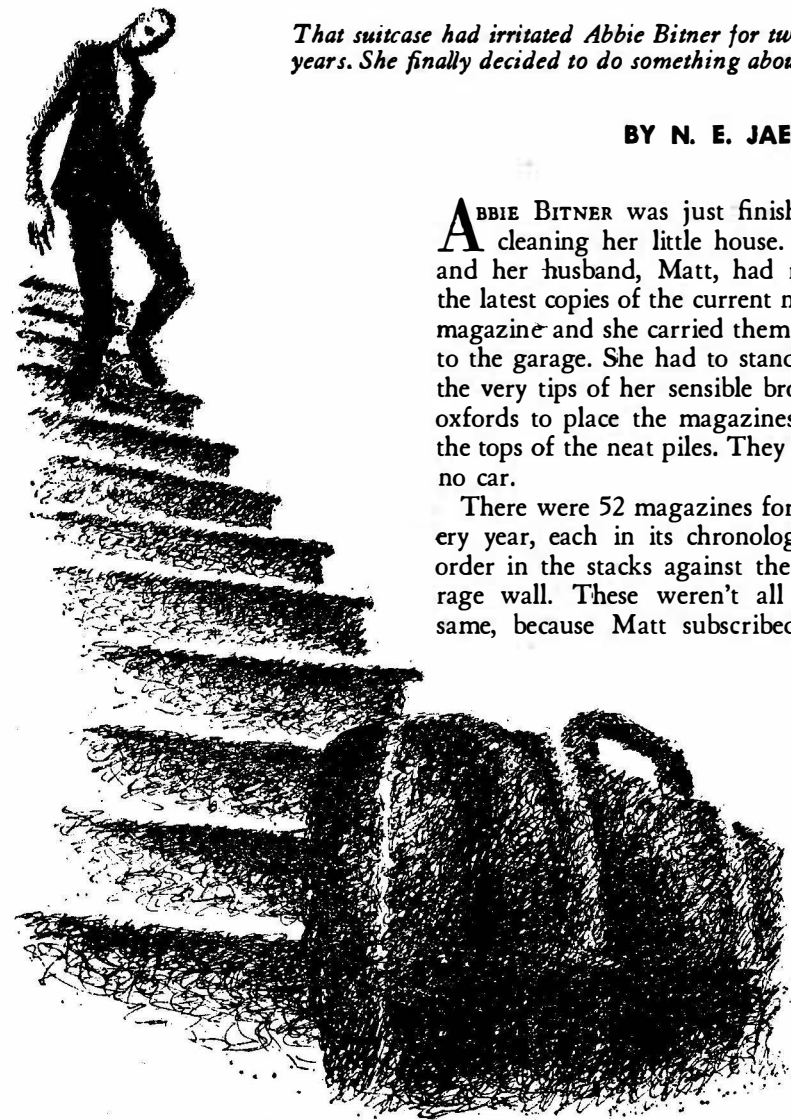 That suitcase had irritated Abbie Bitner for tw
years. She finally decided to do something abou
BY N. E. JAE
ABBIE BITNER was just finish
cleaning her little house.
and her husband, Matt, had r
the latest copies of the current n
magazine and she carried them
to the garage. She had to stand
the very tips of her sensible bro
oxfords to place the magazines
the tops of the neat piles. They
no car.
There were 52 magazines for
ery year, each in its chronolog
order in the stacks against the
rage wall. These weren't all
same, because Matt subscribed